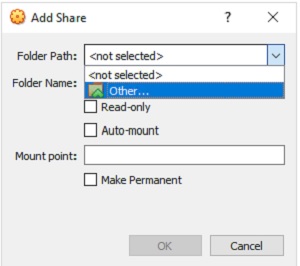 Add Share ? ×
Folder Path: <not selected>
<not selected>
Folder Name: Other...
Read-only
Auto-mount
Mount point:
Make Permanent
OK Cancel